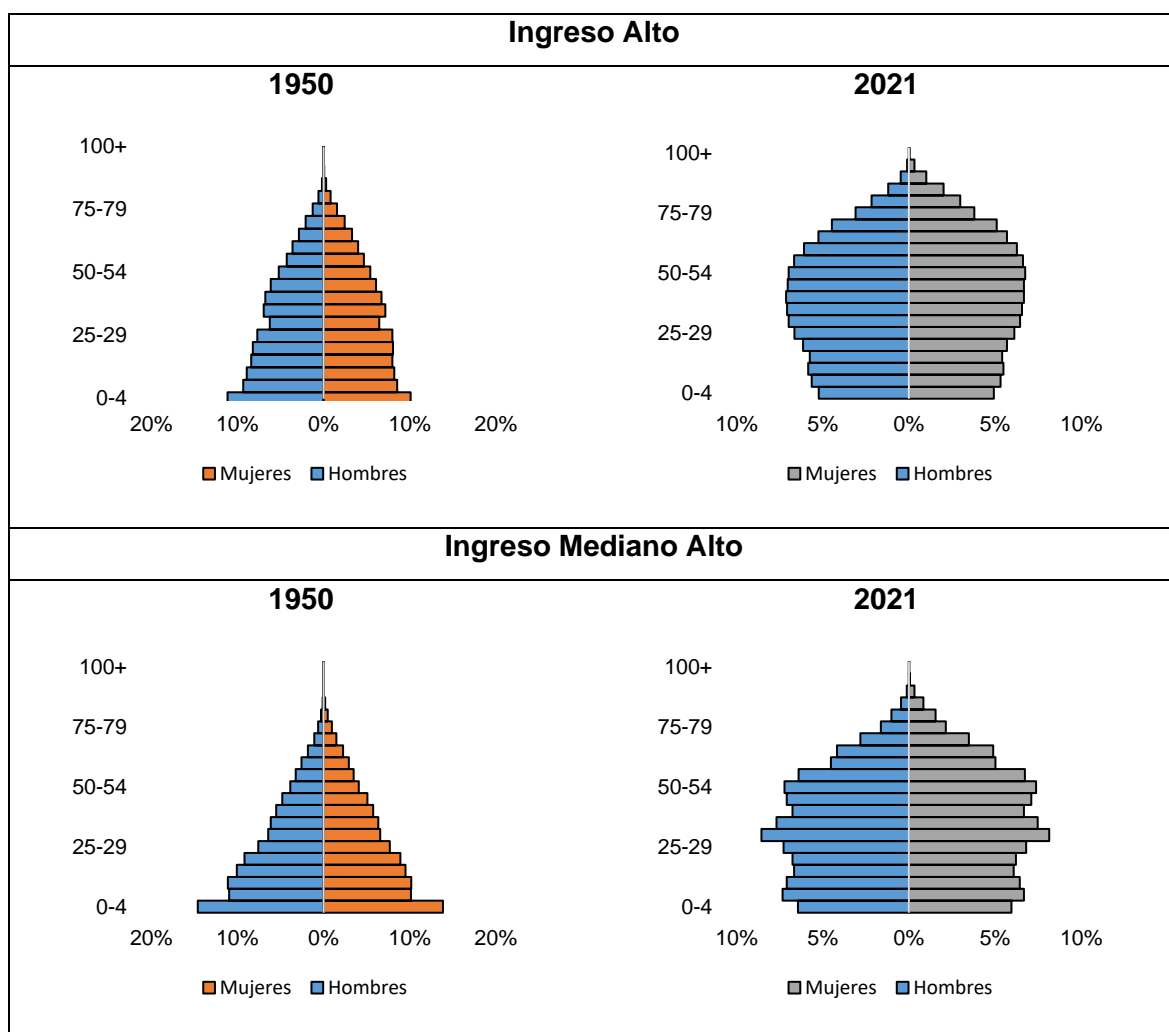 Ingreso Alto
1950
2021
100+
75-79
50-54
25-29
0-4
20% 10% 0% 10% 20%
Mujeres Hombres
100+
75-79
50-54
25-29
0-4
10% 5% 0% 5% 10%
Mujeres Hombres
Ingreso Mediano Alto
1950
2021
100+
75-79
50-54
25-29
0-4
20% 10% 0% 10% 20%
Mujeres Hombres
100+
75-79
50-54
25-29
0-4
10% 5% 0% 5% 10%
Mujeres Hombres